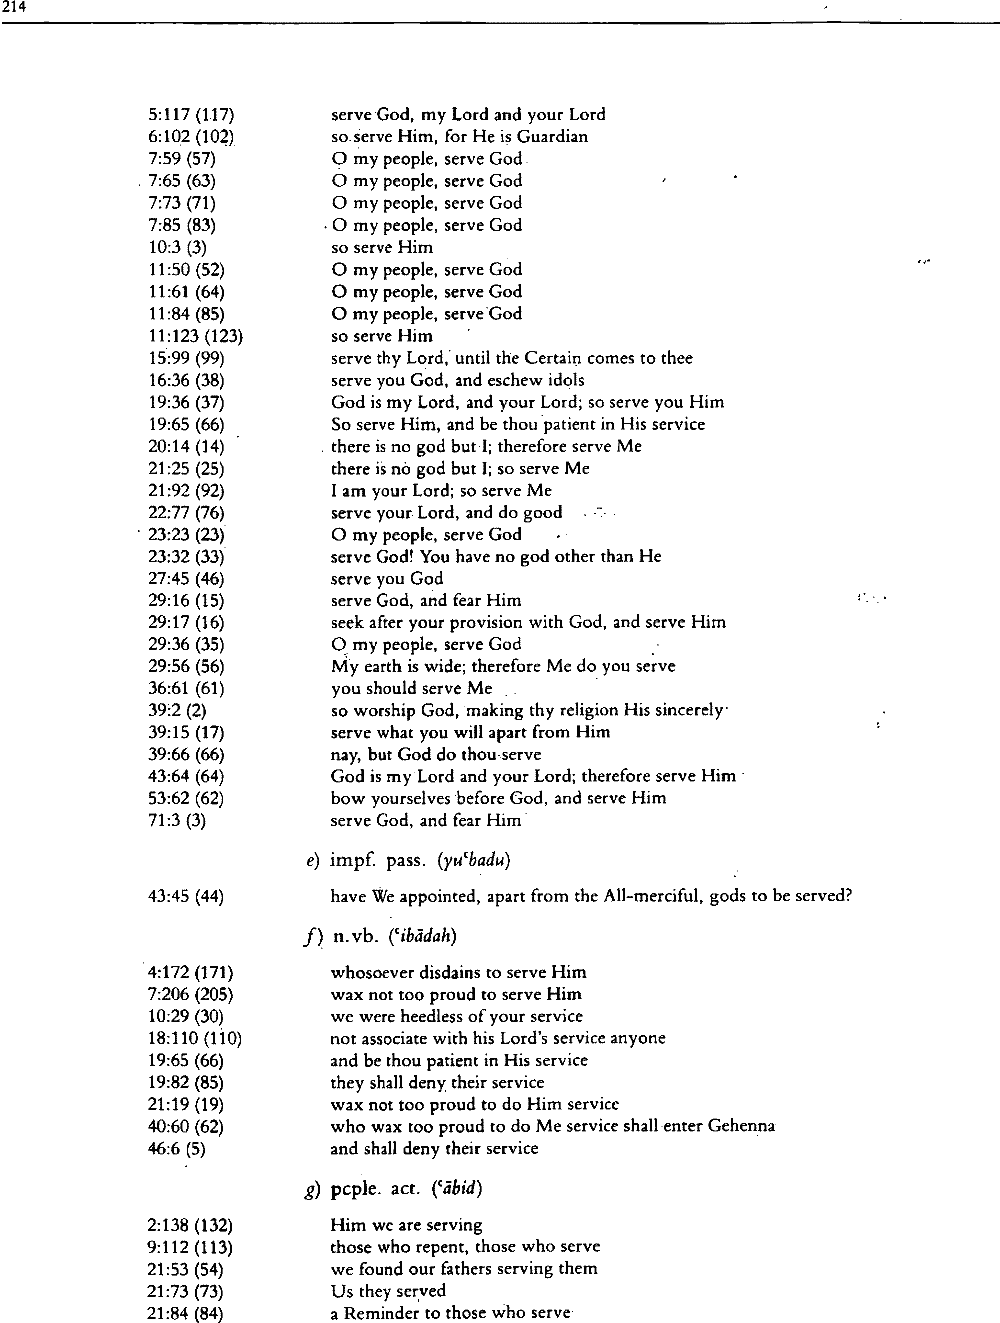 214
5:117 (117) serve God, my Lord and your Lord
6:102 (102) so serve Him, for He is Guardian
7:59 (57) O my people, serve God
7:65 (63) O my people, serve God
7:73 (71) O my people, serve God
7:85 (83) O my people, serve God
10:3 (3) so serve Him
11:50 (52) O my people, serve God
11:61 (64) O my people, serve God
11:84 (85) O my people, serve God
11:123 (123) so serve Him
15:99 (99) serve thy Lord, until the Certain comes to thee
16:36 (38) serve you God, and eschew idols
19:36 (37) God is my Lord, and your Lord; so serve you Him
19:65 (66) So serve Him, and be thou patient in His service
20:14 (14) there is no god but I; therefore serve Me
21:25 (25) there is no god but I; so serve Me
21:92 (92) I am your Lord; so serve Me
22:77 (76) serve your Lord, and do good
23:23 (23) O my people, serve God
23:32 (33) serve God! You have no god other than He
27:45 (46) serve you God
29:16 (15) serve God, and fear Him
29:17 (16) seek after your provision with God, and serve Him
29:36 (35) O my people, serve God
29:56 (56) My earth is wide; therefore Me do you serve
36:61 (61) you should serve Me
39:2 (2) so worship God, making thy religion His sincerely
39:15 (17) serve what you will apart from Him
39:66 (66) nay, but God do thou serve
43:64 (64) God is my Lord and your Lord; therefore serve Him
53:62 (62) bow yourselves before God, and serve Him
71:3 (3) serve God, and fear Him
e) impf. pass. (yuʿbadu)
43:45 (44) have We appointed, apart from the All-merciful, gods to be served?
f) n.vb. (ʿibādah)
4:172 (171) whosoever disdains to serve Him
7:206 (205) wax not too proud to serve Him
10:29 (30) we were heedless of your service
18:110 (110) not associate with his Lord's service anyone
19:65 (66) and be thou patient in His service
19:82 (85) they shall deny their service
21:19 (19) wax not too proud to do Him service
40:60 (62) who wax too proud to do Me service shall enter Gehenna
46:6 (5) and shall deny their service
g) pcple. act. (ʿābid)
2:138 (132) Him we are serving
9:112 (113) those who repent, those who serve
21:53 (54) we found our fathers serving them
21:73 (73) Us they served
21:84 (84) a Reminder to those who serve